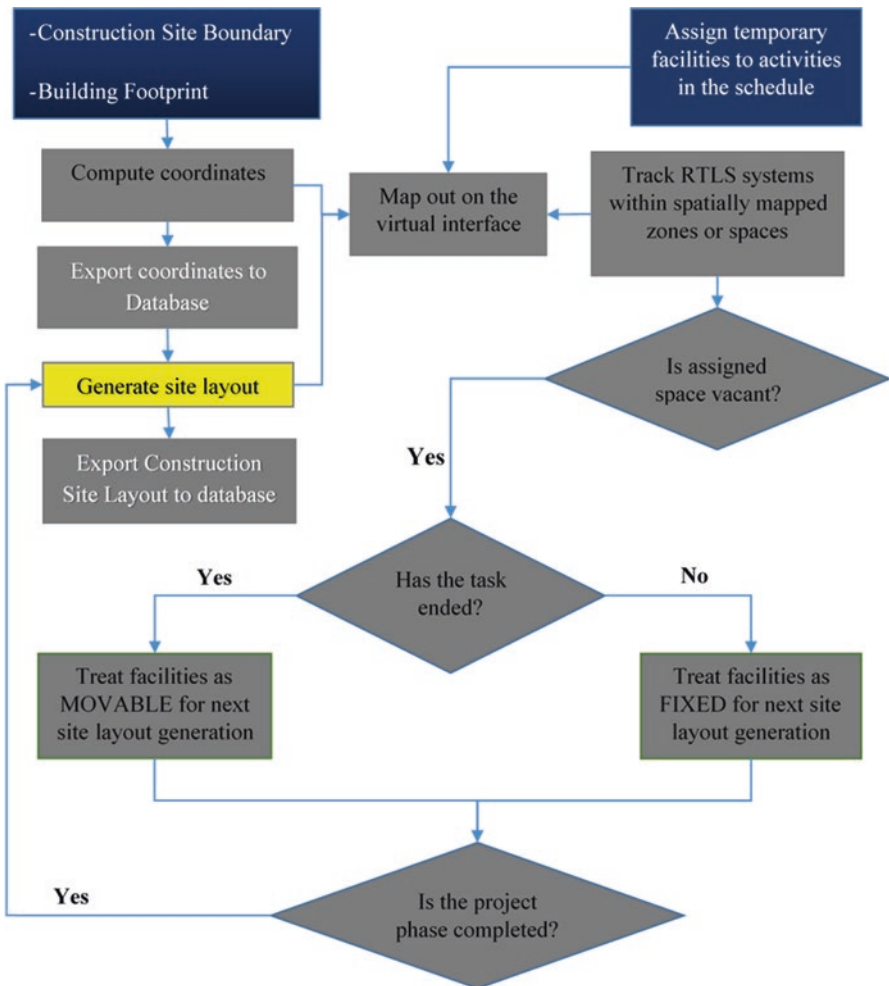 -Construction Site Boundary
-Building Footprint
Assign temporary
facilities to activities
in the schedule
Compute coordinates
Map out on the
virtual interface
Track RTLS systems
within spatially mapped
zones or spaces
Export coordinates to
Database
Generate site layout
Is assigned
space vacant?
Export Construction
Site Layout to database
Yes
Has the task
ended?
Yes
No
Treat facilities as
MOVABLE for next
site layout generation
Treat facilities as
FIXED for next site
layout generation
Is the project
phase completed?
Yes